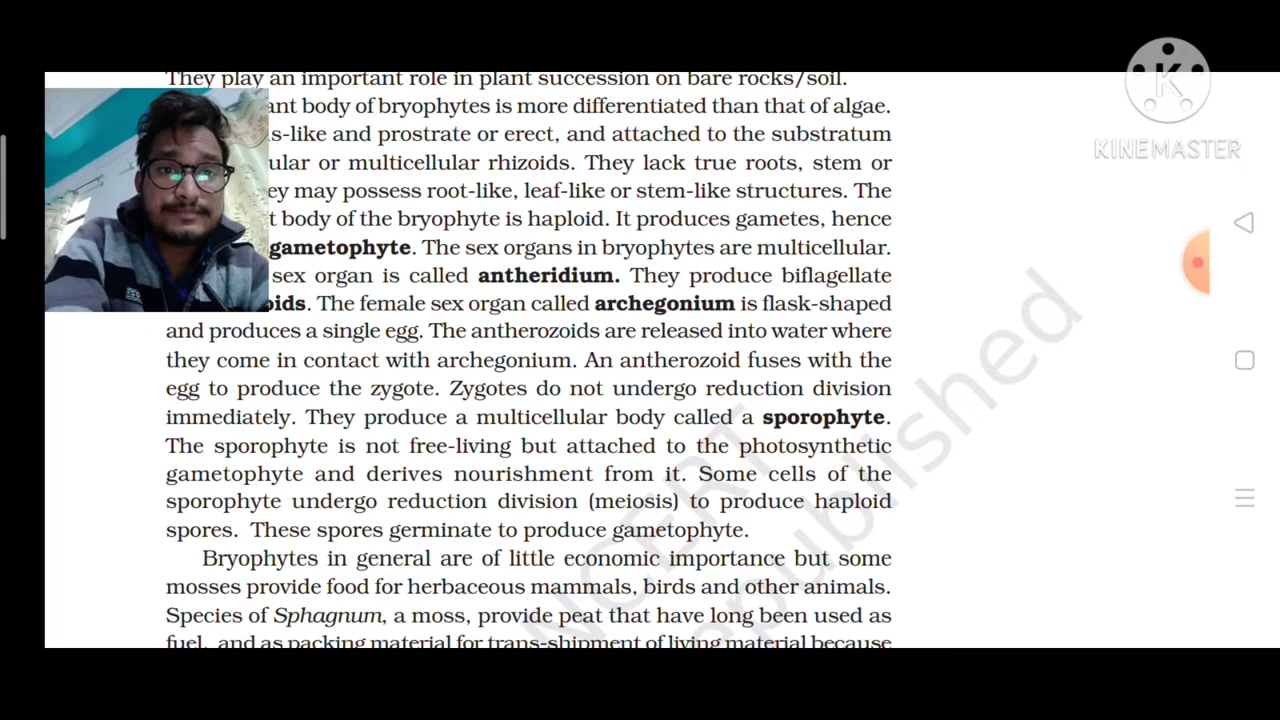 They play an important role in plant succession on bare rocks/soil.
ant body of bryophytes is more differentiated than that of algae.
s-like and prostrate or erect, and attached to the substratum
ular or multicellular rhizoids. They lack true roots, stem or
ey may possess root-like, leaf-like or stem-like structures. The
t body of the bryophyte is haploid. It produces gametes, hence
gametophyte. The sex organs in bryophytes are multicellular.
sex organ is called antheridium. They produce biflagellate
oids. The female sex organ called archegonium is flask-shaped
and produces a single egg. The antherozoids are released into water where
they come in contact with archegonium. An antherozoid fuses with the
egg to produce the zygote. Zygotes do not undergo reduction division
immediately. They produce a multicellular body called a sporophyte.
The sporophyte is not free-living but attached to the photosynthetic
gametophyte and derives nourishment from it. Some cells of the
sporophyte undergo reduction division (meiosis) to produce haploid
spores. These spores germinate to produce gametophyte.
Bryophytes in general are of little economic importance but some
mosses provide food for herbaceous mammals, birds and other animals.
Species of Sphagnum, a moss, provide peat that have long been used as
fuel, and as packing material for trans-shipment of living material because
K
KINEMASTER
NCERT
epublished